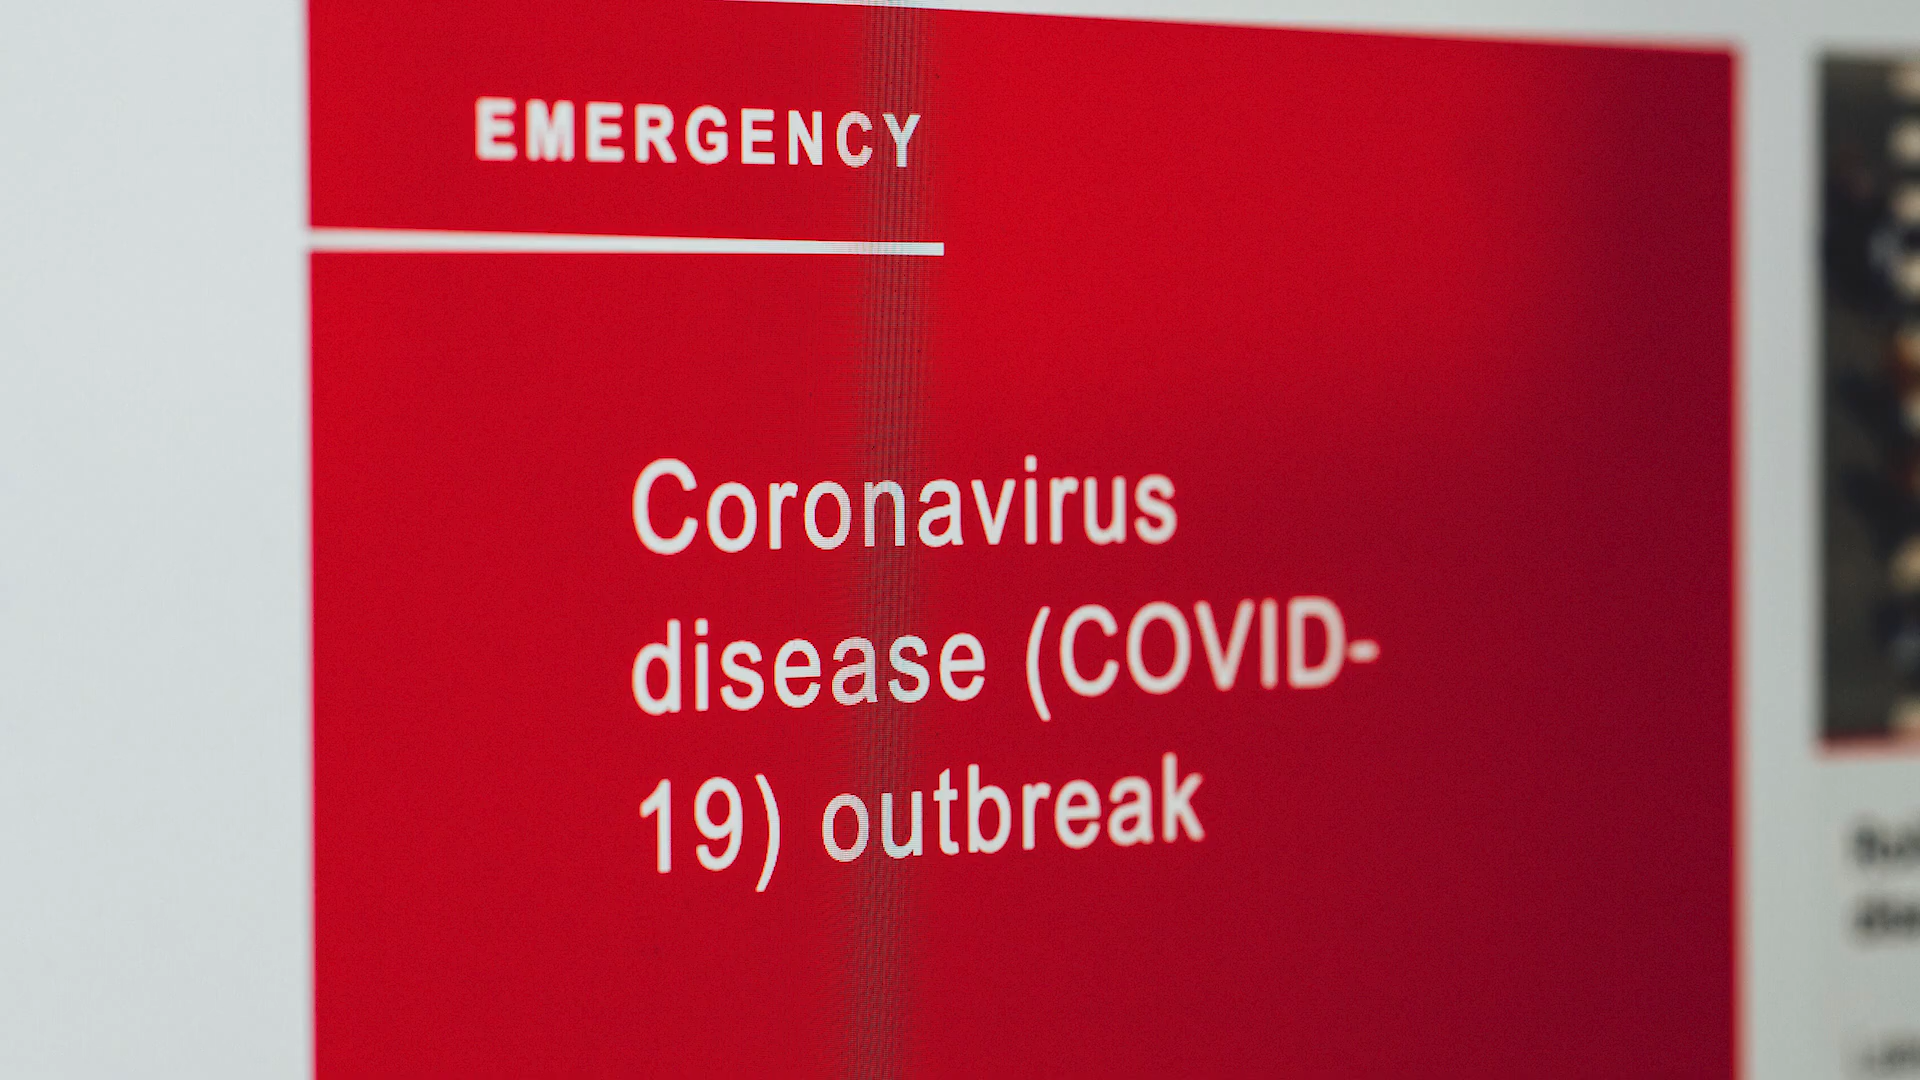 EMERGENCY
Coronavirus
disease (COVID-
19) outbreak